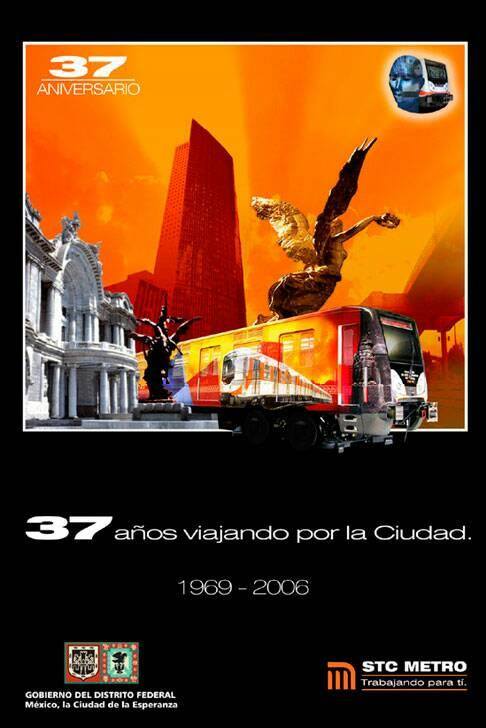 37
ANIVERSARIO
37 años viajando por la Ciudad.
1969 - 2006
GOBIERNO DEL DISTRITO FEDERAL
México, la Ciudad de la Esperanza
STC METRO
Trabajando para tí.